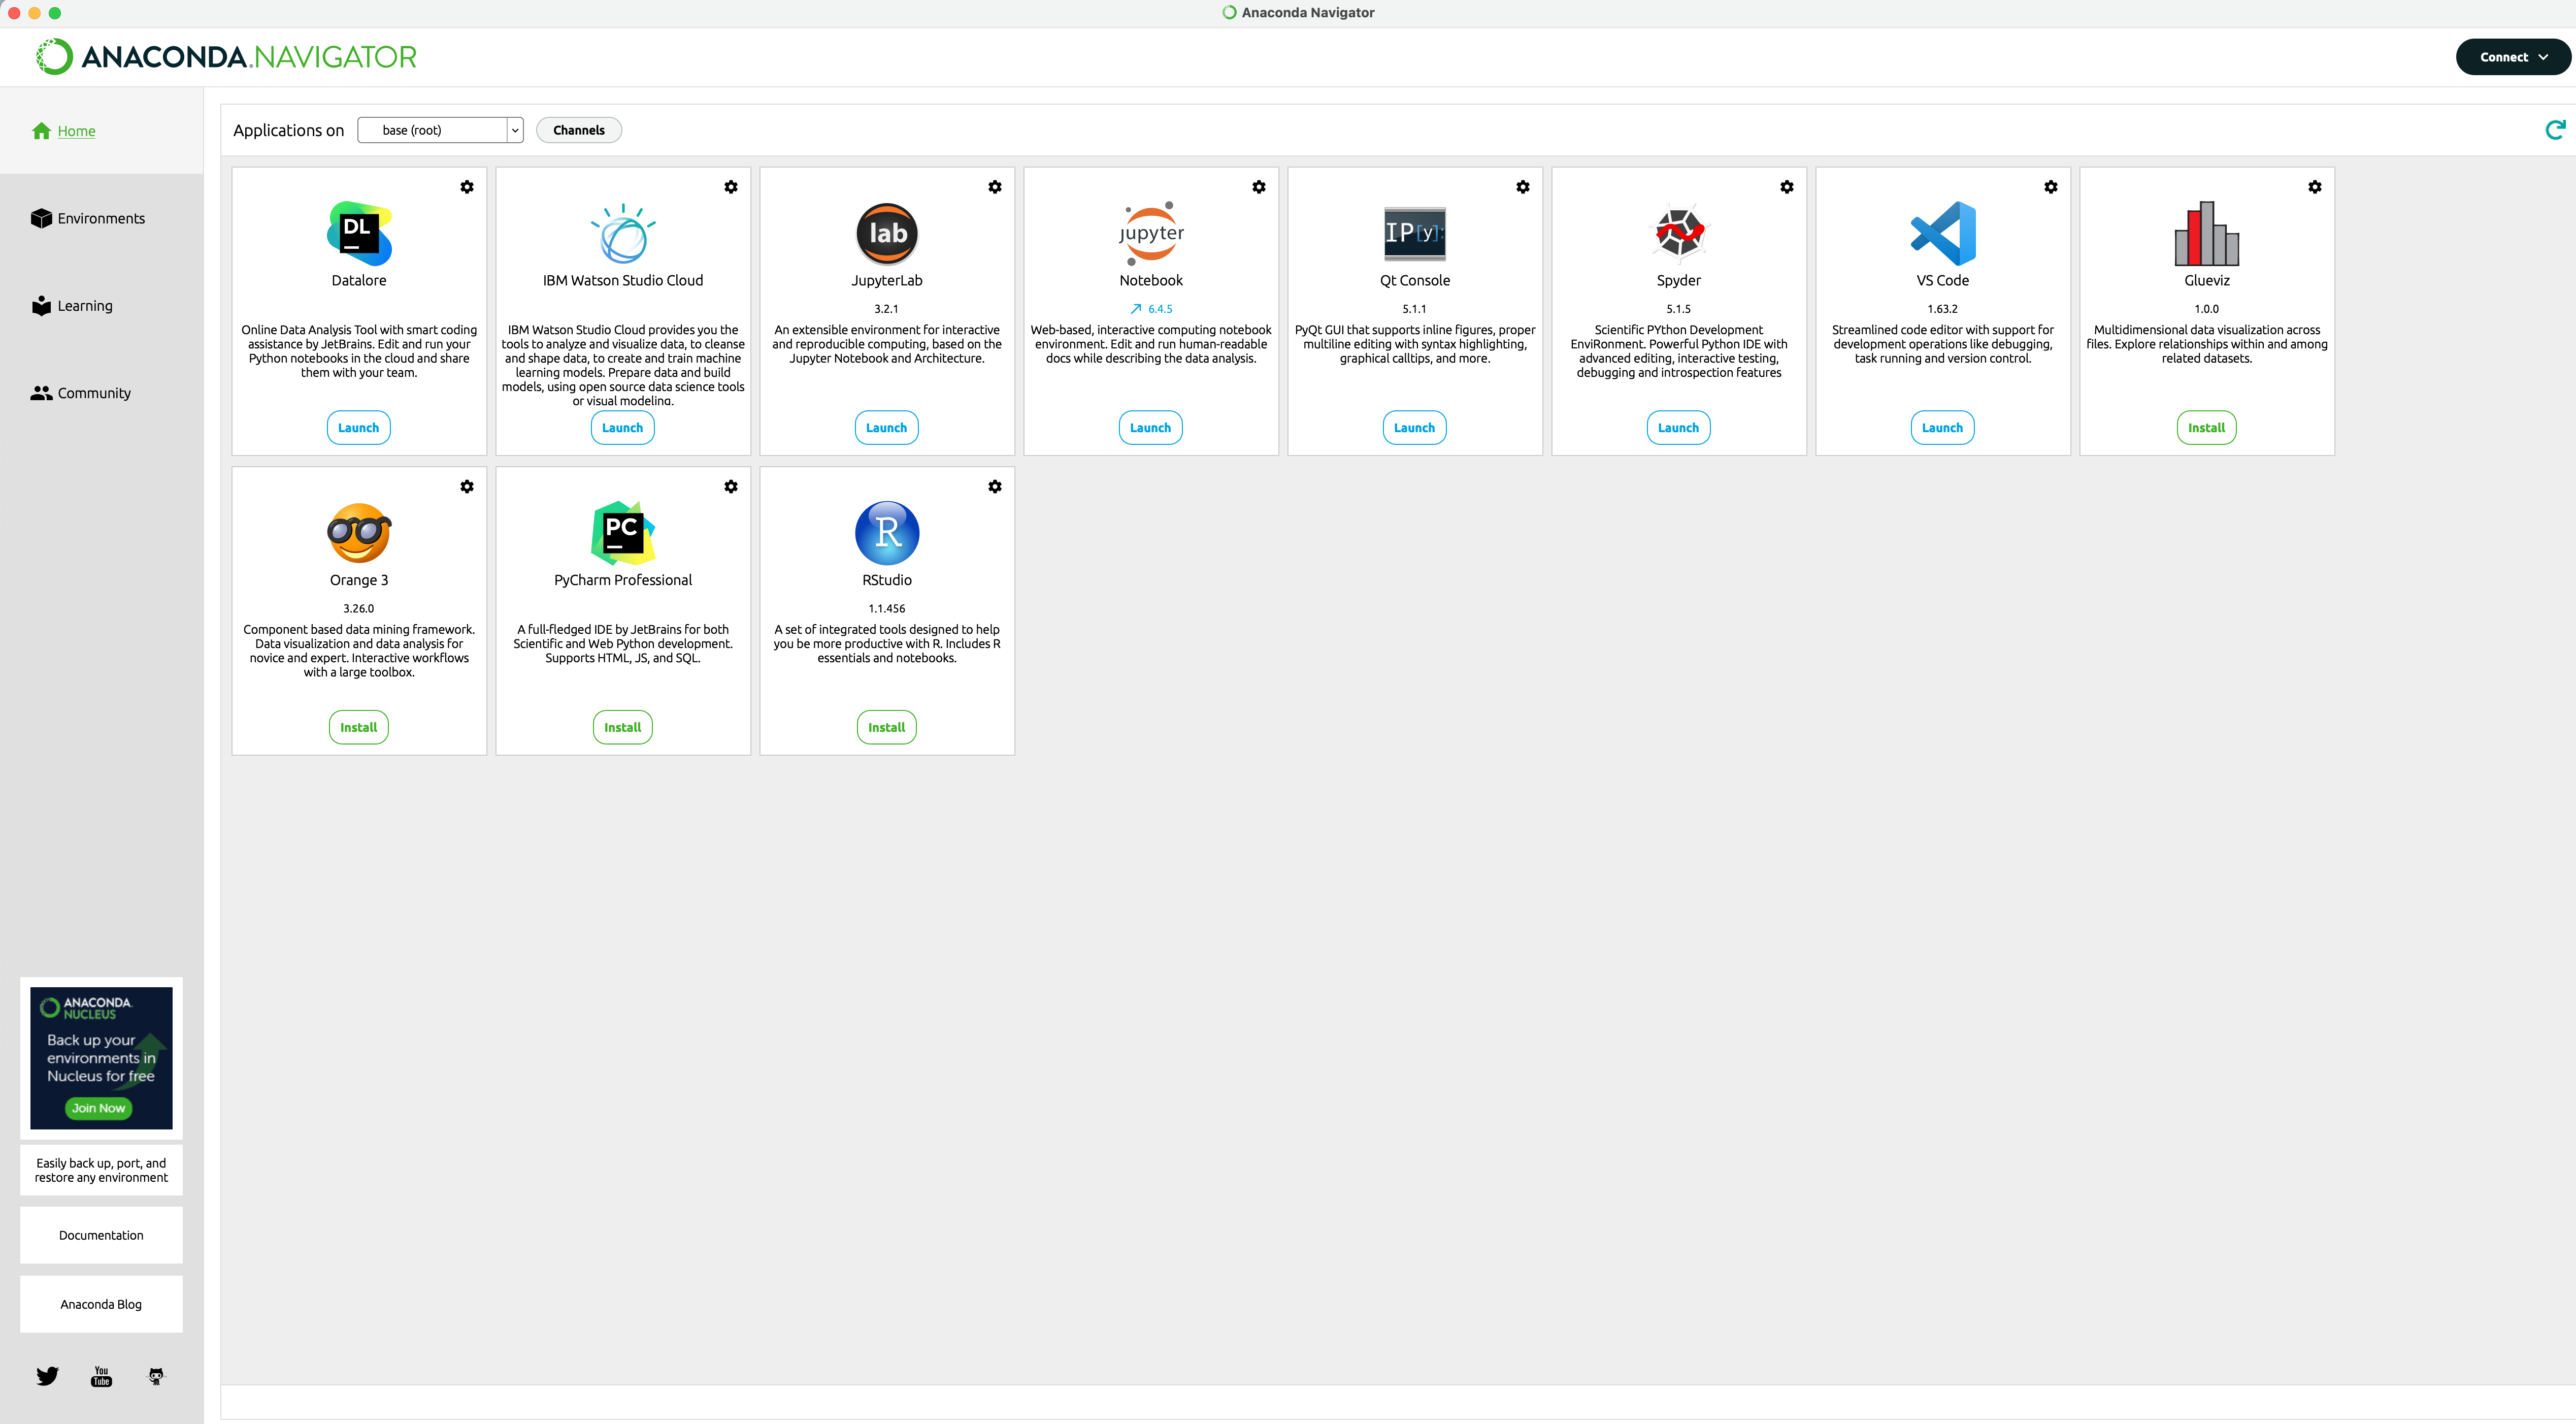 Anaconda Navigator
ANACONDA.NAVIGATOR
Connect
Home
Environments
Learning
Community
Applications on
base (root)
Channels
DL
Datalore
Online Data Analysis Tool with smart coding
assistance by JetBrains. Edit and run your
Python notebooks in the cloud and share
them with your team.
Launch
IBM Watson Studio Cloud
IBM Watson Studio Cloud provides you the
tools to analyze and visualize data, to cleanse
and shape data, to create and train machine
learning models. Prepare data and build
models, using open source data science tools
or visual modeling.
Launch
lab
JupyterLab
3.2.1
An extensible environment for interactive
and reproducible computing, based on the
Jupyter Notebook and Architecture.
Launch
jupyter
Notebook
6.4.5
Web-based, interactive computing notebook
environment. Edit and run human-readable
docs while describing the data analysis.
Launch
IP[y]:
Qt Console
5.1.1
PyQt GUI that supports inline figures, proper
multiline editing with syntax highlighting,
graphical calltips, and more.
Launch
Spyder
5.1.5
Scientific PYthon Development
EnviRonment. Powerful Python IDE with
advanced editing, interactive testing,
debugging and introspection features
Launch
VS Code
1.63.2
Streamlined code editor with support for
development operations like debugging,
task running and version control.
Launch
Glueviz
1.0.0
Multidimensional data visualization across
files. Explore relationships within and among
related datasets.
Install
Orange 3
3.26.0
Component based data mining framework.
Data visualization and data analysis for
novice and expert. Interactive workflows
with a large toolbox.
Install
PC
PyCharm Professional
A full-fledged IDE by JetBrains for both
Scientific and Web Python development.
Supports HTML, JS, and SQL.
Install
R
RStudio
1.1.456
A set of integrated tools designed to help
you be more productive with R. Includes R
essentials and notebooks.
Install
ANACONDA.
NUCLEUS
Back up your
environments in
Nucleus for free
Join Now
Easily back up, port, and
restore any environment
Documentation
Anaconda Blog
You
Tube